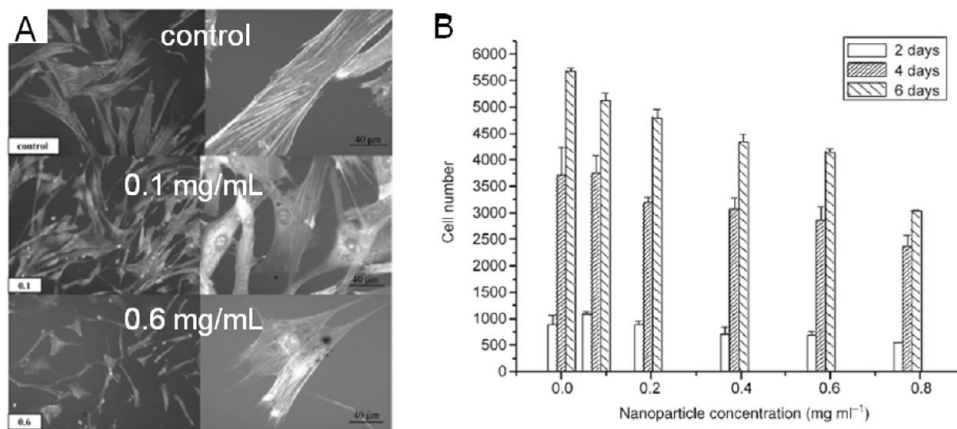 A
control
control
40 μm
0.1 mg/mL
0.1
40 μm
0.6 mg/mL
0.6
40 μm
B
6000
5500
5000
4500
4000
3500
3000
2500
2000
1500
1000
500
0
Cell number
2 days
4 days
6 days
0.0 0.2 0.4 0.6 0.8
Nanoparticle concentration (mg ml⁻¹)